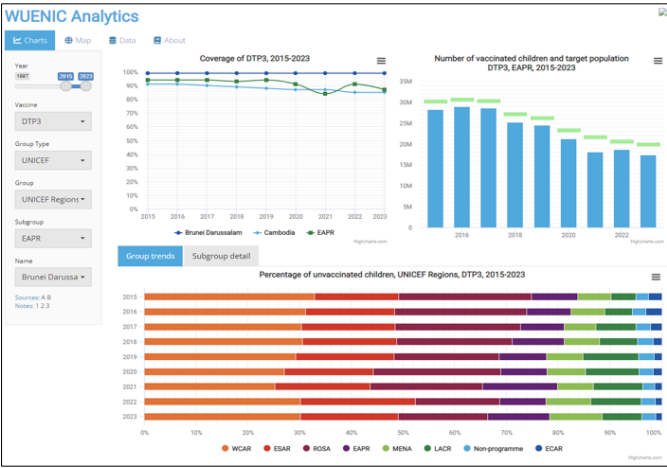 WUENIC Analytics
Charts
Map
Data
About
Year
1997
2015
2023
Vaccine
DTP3
Group Type
UNICEF
Group
UNICEF Regions
Subgroup
EAPR
Name
Brunei Darussa
Sources: A B
Notes: 1 2 3
Coverage of DTP3, 2015-2023
100%
90%
80%
70%
60%
50%
40%
30%
20%
10%
0%
2015 2016 2017 2018 2019 2020 2021 2022 2023
Brunei Darussalam Cambodia EAPR
Highcharts.com
Number of vaccinated children and target population
DTP3, EAPR, 2015-2023
35M
30M
25M
20M
15M
10M
5M
0
2016 2018 2020 2022
Highcharts.com
Group trends
Subgroup detail
Percentage of unvaccinated children, UNICEF Regions, DTP3, 2015-2023
2015
2016
2017
2018
2019
2020
2021
2022
2023
0% 10% 20% 30% 40% 50% 60% 70% 80% 90% 100%
WCAR ESAR ROSA EAPR MENA LACR Non-programme ECAR
Highcharts.com